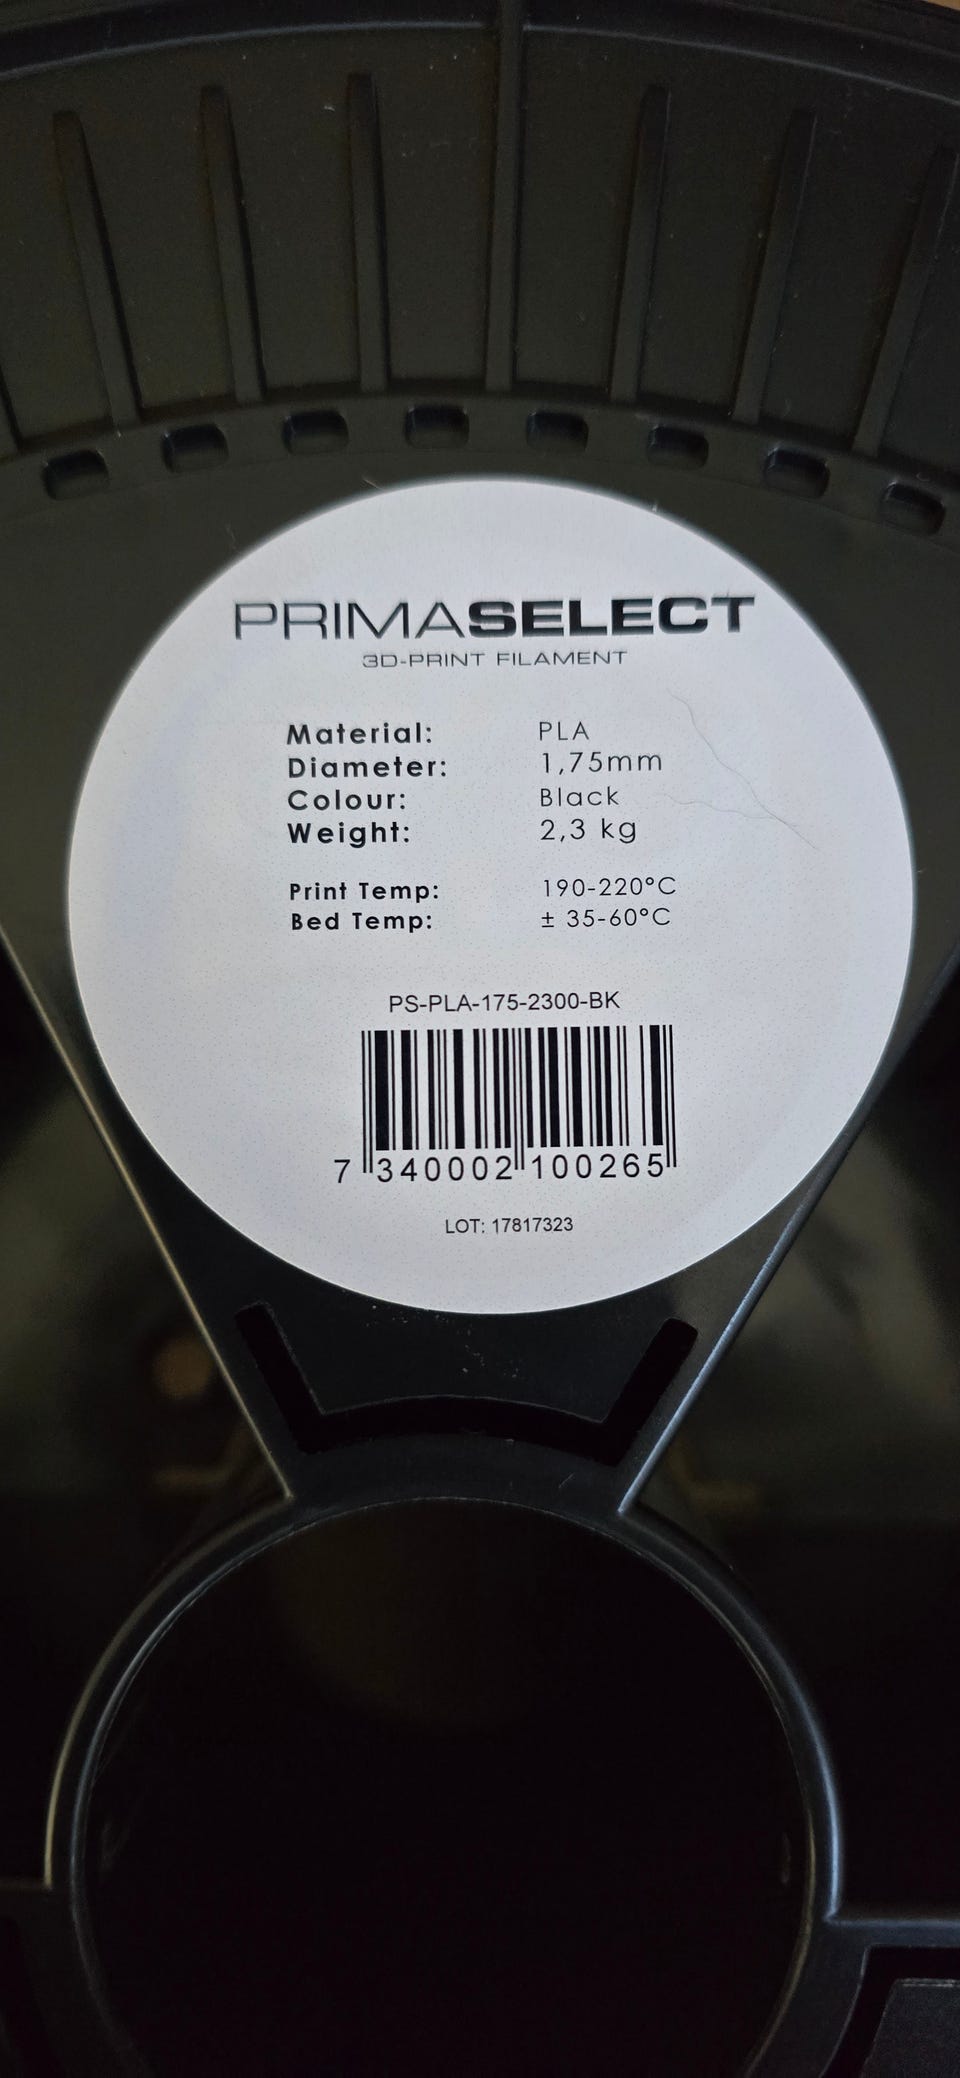 PRIMASELECT
3D-PRINT FILAMENT
Material: PLA
Diameter: 1,75mm
Colour: Black
Weight: 2,3 kg
Print Temp: 190-220°C
Bed Temp: ± 35-60°C
PS-PLA-175-2300-BK
7 340002 100265
LOT: 17817323